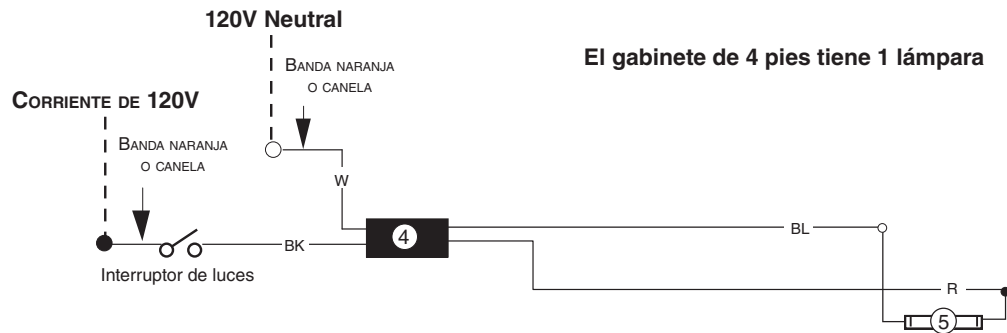 120V Neutral
El gabinete de 4 pies tiene 1 lámpara
BANDA NARANJA
O CANELA
CORRIENTE DE 120V
BANDA NARANJA
O CANELA
W
4
BL
BK
Interruptor de luces
R
5